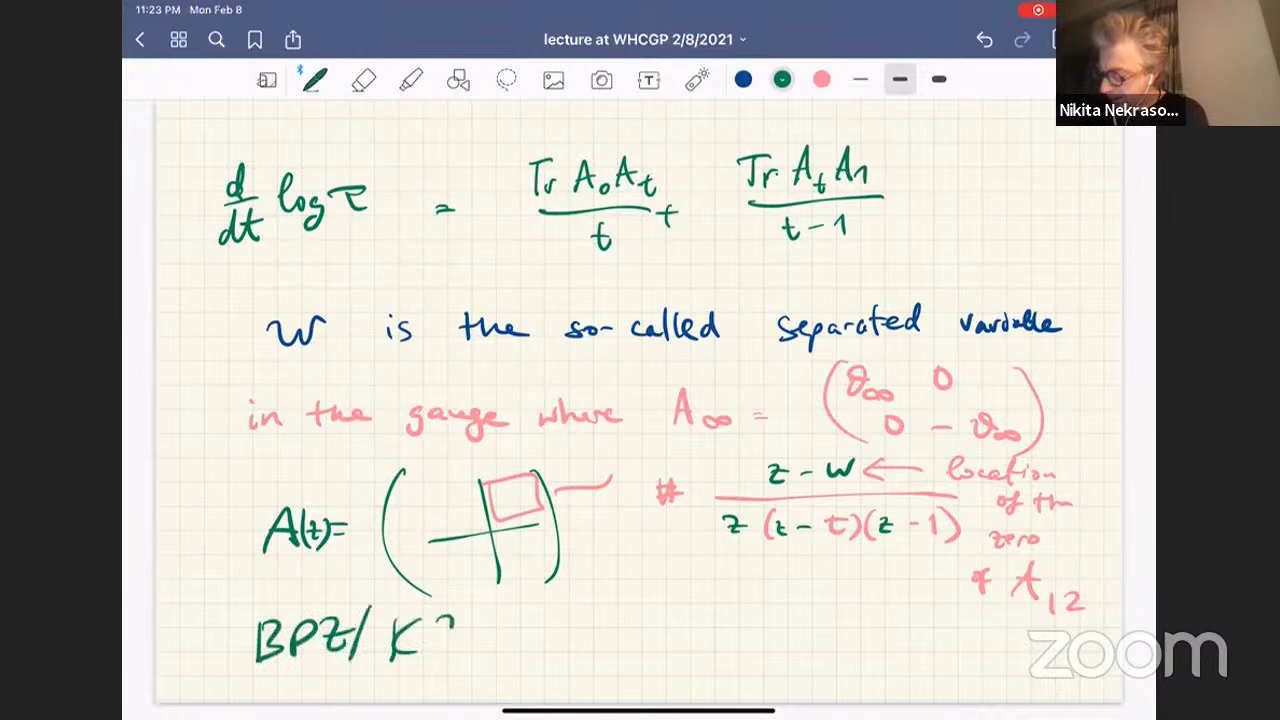 11:23 PM Mon Feb 8
lecture at WHCGP 2/8/2021
Nikita Nekraso...
d/dt log τ = Tr A₀Aₜ / t + Tr AₜA₁ / t − 1
w is the so-called separated variable
in the gauge where A∞ = ( ϑ∞ 0
0 − ϑ∞ )
A(z) = ( ) # z − w / z (z − t)(z − 1) ← location
of the
zero
of A₁₂
BPZ/ K
zoom